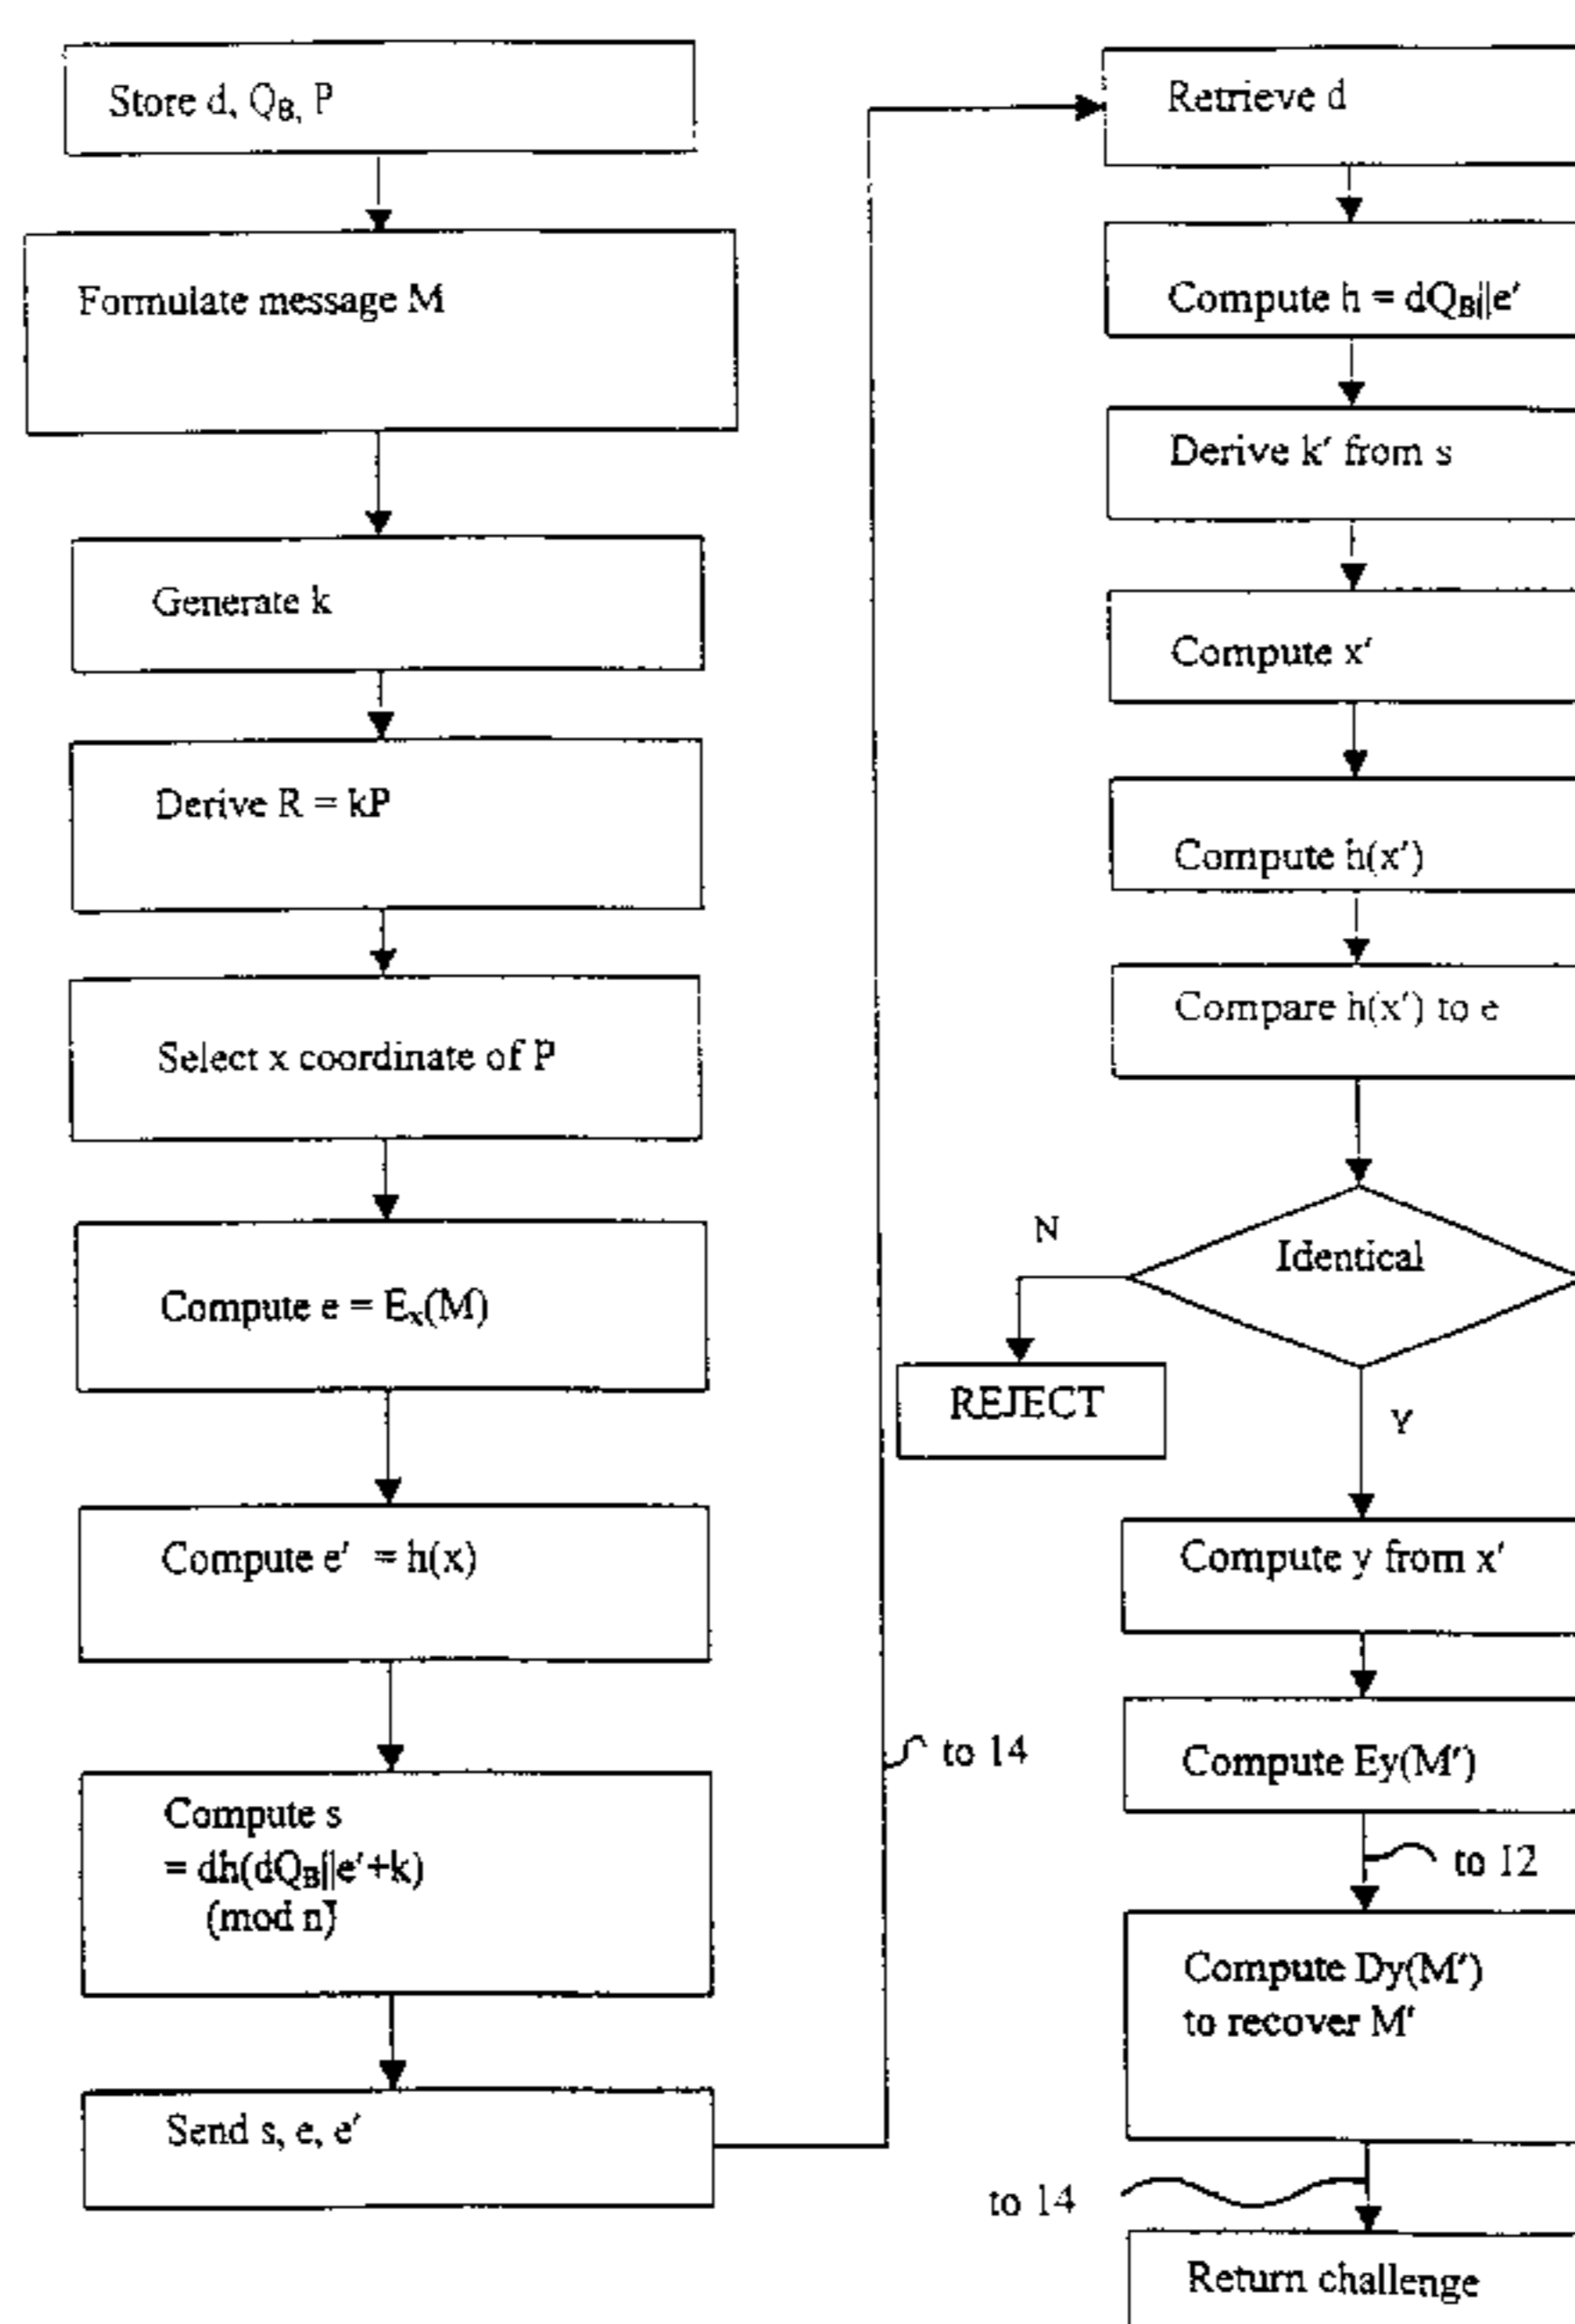 Store d, QB, P
Formulate message M
Generate k
Derive R = kP
Select x coordinate of P
Compute e = Ex(M)
Compute e′ = h(x)
Compute s
= dh(dQB||e′+k)
(mod n)
Send s, e, e′
to 14
Retrieve d
Compute h = dQB||e′
Derive k′ from s
Compute x′
Compute h(x′)
Compare h(x′) to e
Identical
N
REJECT
Y
Compute y from x′
Compute Ey(M′)
to 12
Compute Dy(M′)
to recover M′
to 14
Return challenge